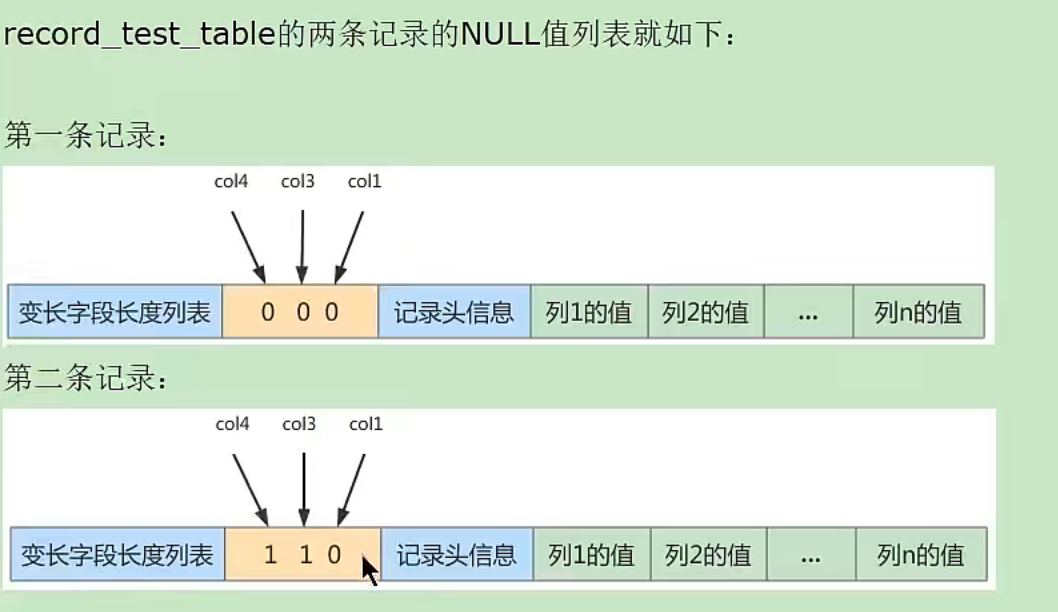 record_test_table的两条记录的NULL值列表就如下：
第一条记录：
col4 col3 col1
变长字段长度列表 0 0 0 记录头信息 列1的值 列2的值 ... 列n的值
第二条记录：
col4 col3 col1
变长字段长度列表 1 1 0 记录头信息 列1的值 列2的值 ... 列n的值